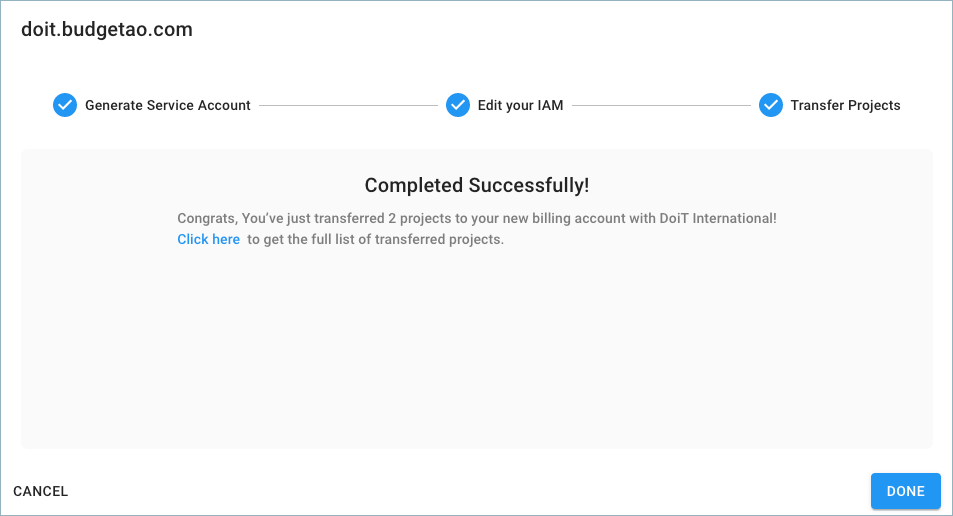 doit.budgetao.com
Generate Service Account
Edit your IAM
Transfer Projects
Completed Successfully!
Congrats, You’ve just transferred 2 projects to your new billing account with DoiT International!
Click here to get the full list of transferred projects.
CANCEL
DONE